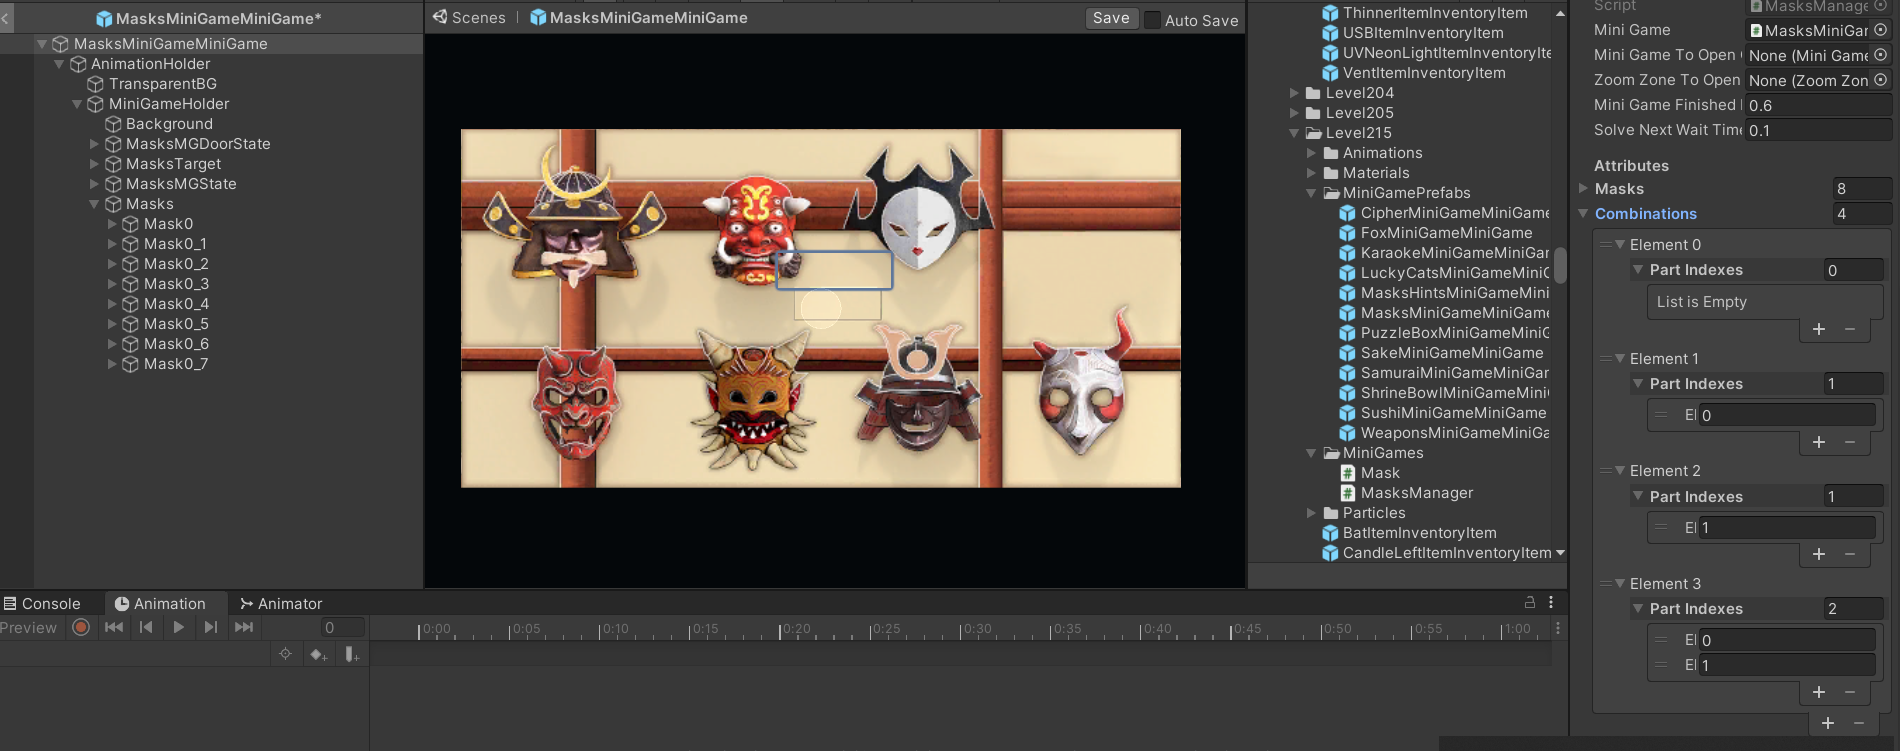 MasksMiniGameMiniGame*
MasksMiniGameMiniGame
AnimationHolder
TransparentBG
MiniGameHolder
Background
MasksMGDoorState
MasksTarget
MasksMGState
Masks
Mask0
Mask0_1
Mask0_2
Mask0_3
Mask0_4
Mask0_5
Mask0_6
Mask0_7
Scenes
MasksMiniGameMiniGame
Save
Auto Save
ThinnerItemInventoryItem
USBItemInventoryItem
UVNeonLightItemInventoryIte
VentItemInventoryItem
Level204
Level205
Level215
Animations
Materials
MiniGamePrefabs
CipherMiniGameMiniGame
FoxMiniGameMiniGame
KaraokeMiniGameMiniGar
LuckyCatsMiniGameMiniG
MasksHintsMiniGameMini
MasksMiniGameMiniGame
PuzzleBoxMiniGameMiniG
SakeMiniGameMiniGame
SamuraiMiniGameMiniGar
ShrineBowlMiniGameMini
SushiMiniGameMiniGame
WeaponsMiniGameMiniGa
MiniGames
Mask
MasksManager
Particles
BatItemInventoryItem
CandleLeftItemInventoryItem
Script MasksManage
Mini Game MasksMiniGar
Mini Game To Open None (Mini Game
Zoom Zone To Open None (Zoom Zon
Mini Game Finished 0.6
Solve Next Wait Time 0.1
Attributes
Masks 8
Combinations 4
Element 0
Part Indexes 0
List is Empty
+ −
Element 1
Part Indexes 1
El 0
+ −
Element 2
Part Indexes 1
El 1
+ −
Element 3
Part Indexes 2
El 0
El 1
+ −
+ −
Console
Animation
Animator
Preview
0
0:00 0:05 0:10 0:15 0:20 0:25 0:30 0:35 0:40 0:45 0:50 0:55 1:00